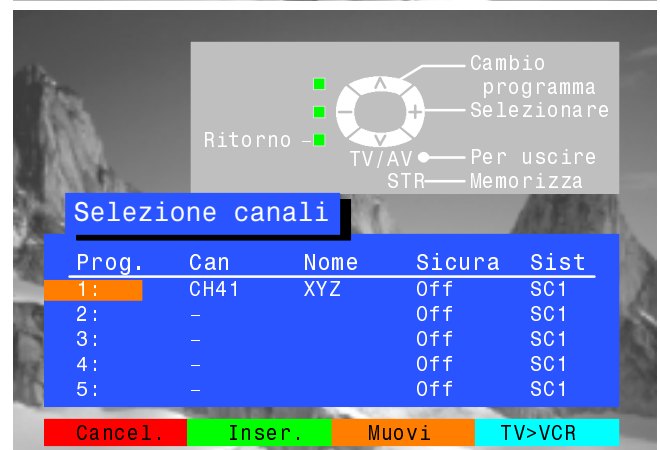 Cambio
programma
Selezionare
Ritorno
TV/AV Per uscire
STR Memorizza
Selezione canali
Prog. Can Nome Sicura Sist
1: CH41 XYZ Off SC1
2: – Off SC1
3: – Off SC1
4: – Off SC1
5: – Off SC1
Cancel. Inser. Muovi TV>VCR